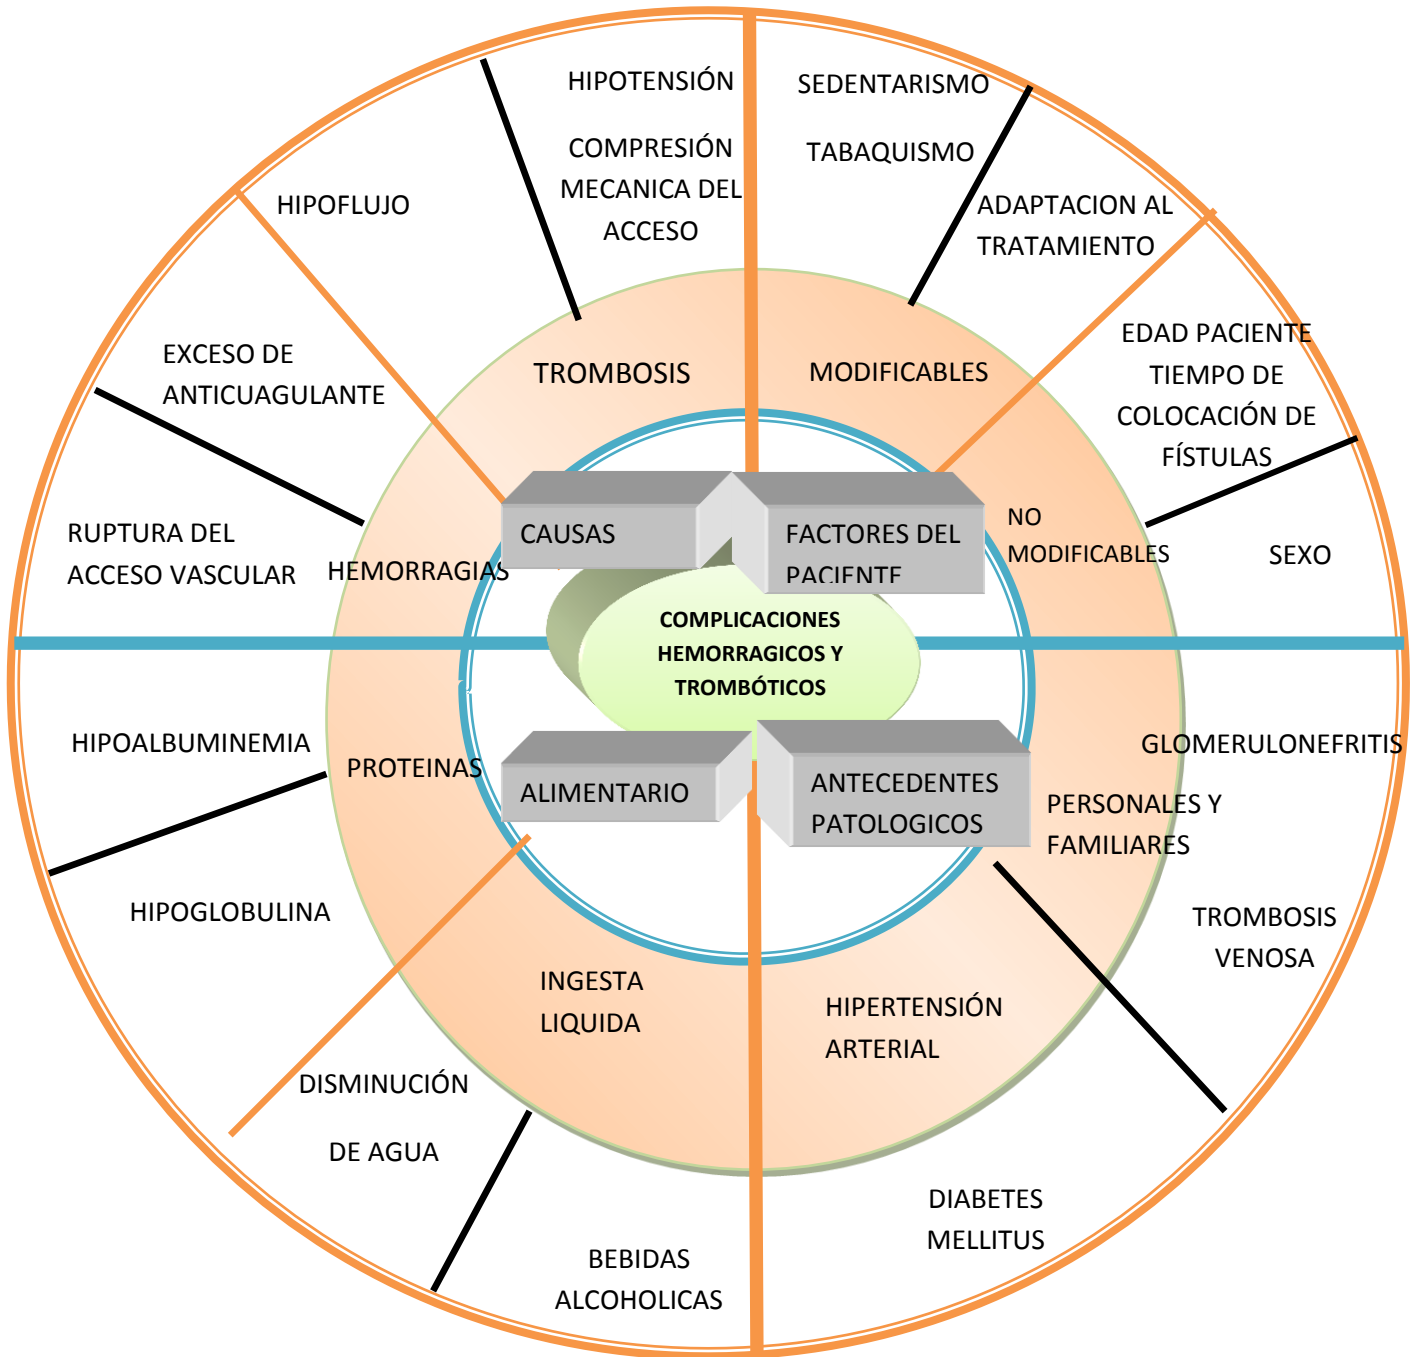 HIPOTENSIÓN
COMPRESIÓN
MECANICA DEL
ACCESO
SEDENTARISMO
TABAQUISMO
HIPOFLUJO
ADAPTACION AL
TRATAMIENTO
EXCESO DE
ANTICUAGULANTE
TROMBOSIS
MODIFICABLES
EDAD PACIENTE
TIEMPO DE
COLOCACIÓN DE
FÍSTULAS
RUPTURA DEL
ACCESO VASCULAR
HEMORRAGIAS
CAUSAS
FACTORES DEL
PACIENTE
NO
MODIFICABLES
SEXO
COMPLICACIONES
HEMORRAGICOS Y
TROMBÓTICOS
HIPOALBUMINEMIA
PROTEINAS
ALIMENTARIO
ANTECEDENTES
PATOLOGICOS
GLOMERULONEFRITIS
PERSONALES Y
FAMILIARES
HIPOGLOBULINA
TROMBOSIS
VENOSA
INGESTA
LIQUIDA
HIPERTENSIÓN
ARTERIAL
DISMINUCIÓN
DE AGUA
DIABETES
MELLITUS
BEBIDAS
ALCOHOLICAS